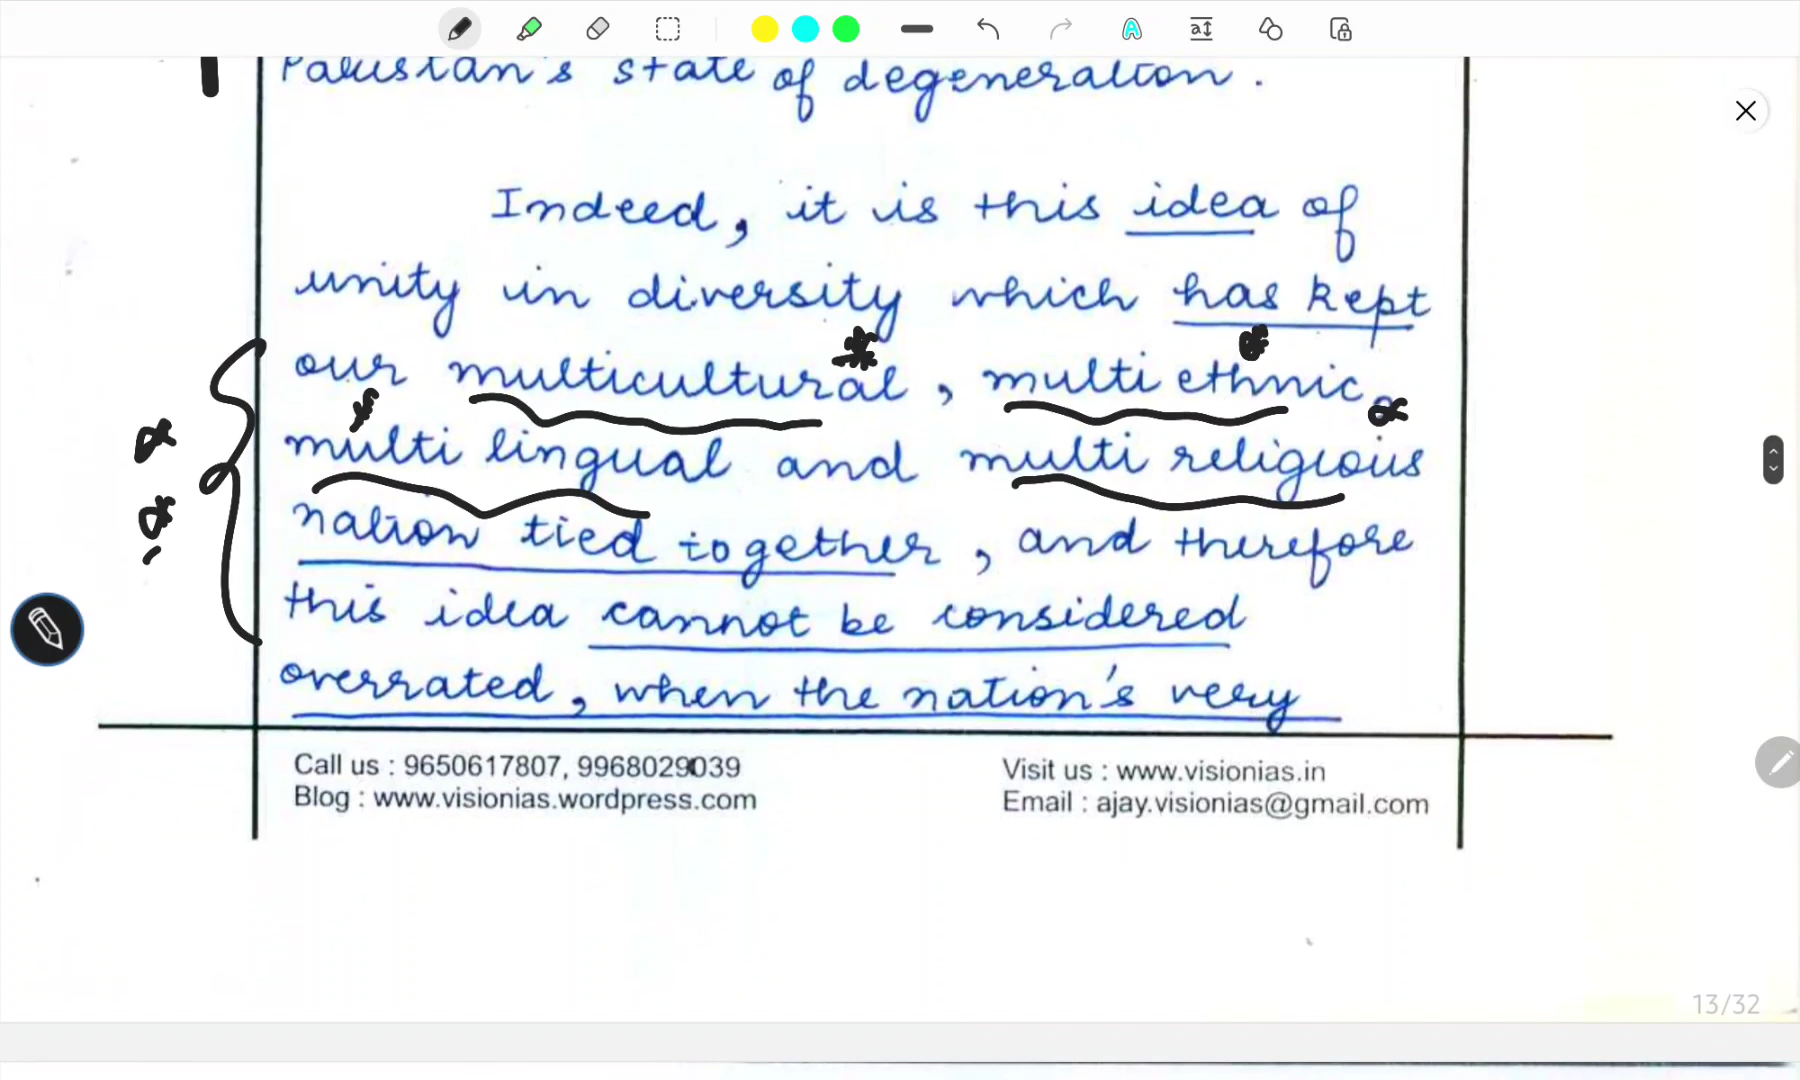 Pakistan's state of degeneration.
Indeed, it is this idea of
unity in diversity which has kept
our multicultural, multi ethnic,
multi lingual and multi religious
nation tied together, and therefore
this idea cannot be considered
overrated, when the nation's very
Call us : 9650617807, 9968029039
Blog : www.visionias.wordpress.com
Visit us : www.visionias.in
Email : ajay.visionias@gmail.com
13/32